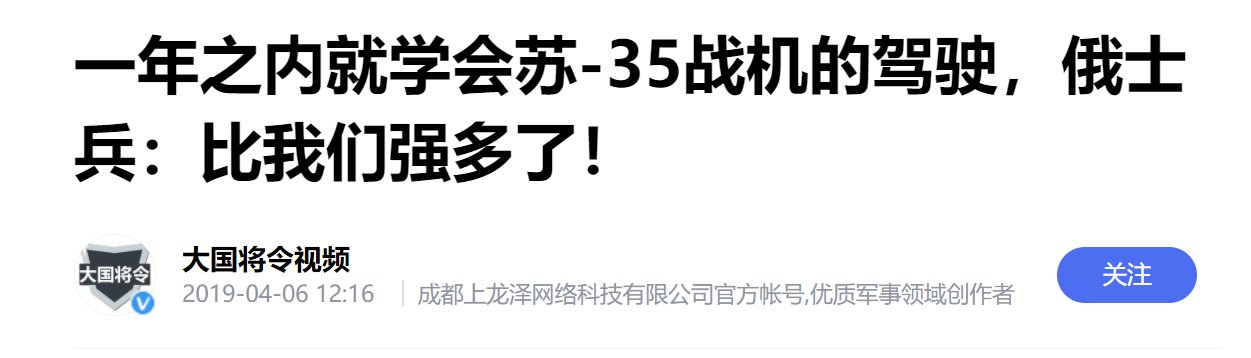 一年之内就学会苏-35战机的驾驶，俄士
兵：比我们强多了！
大国将令
大国将令视频
2019-04-06 12:16
成都上龙泽网络科技有限公司官方帐号,优质军事领域创作者
关注